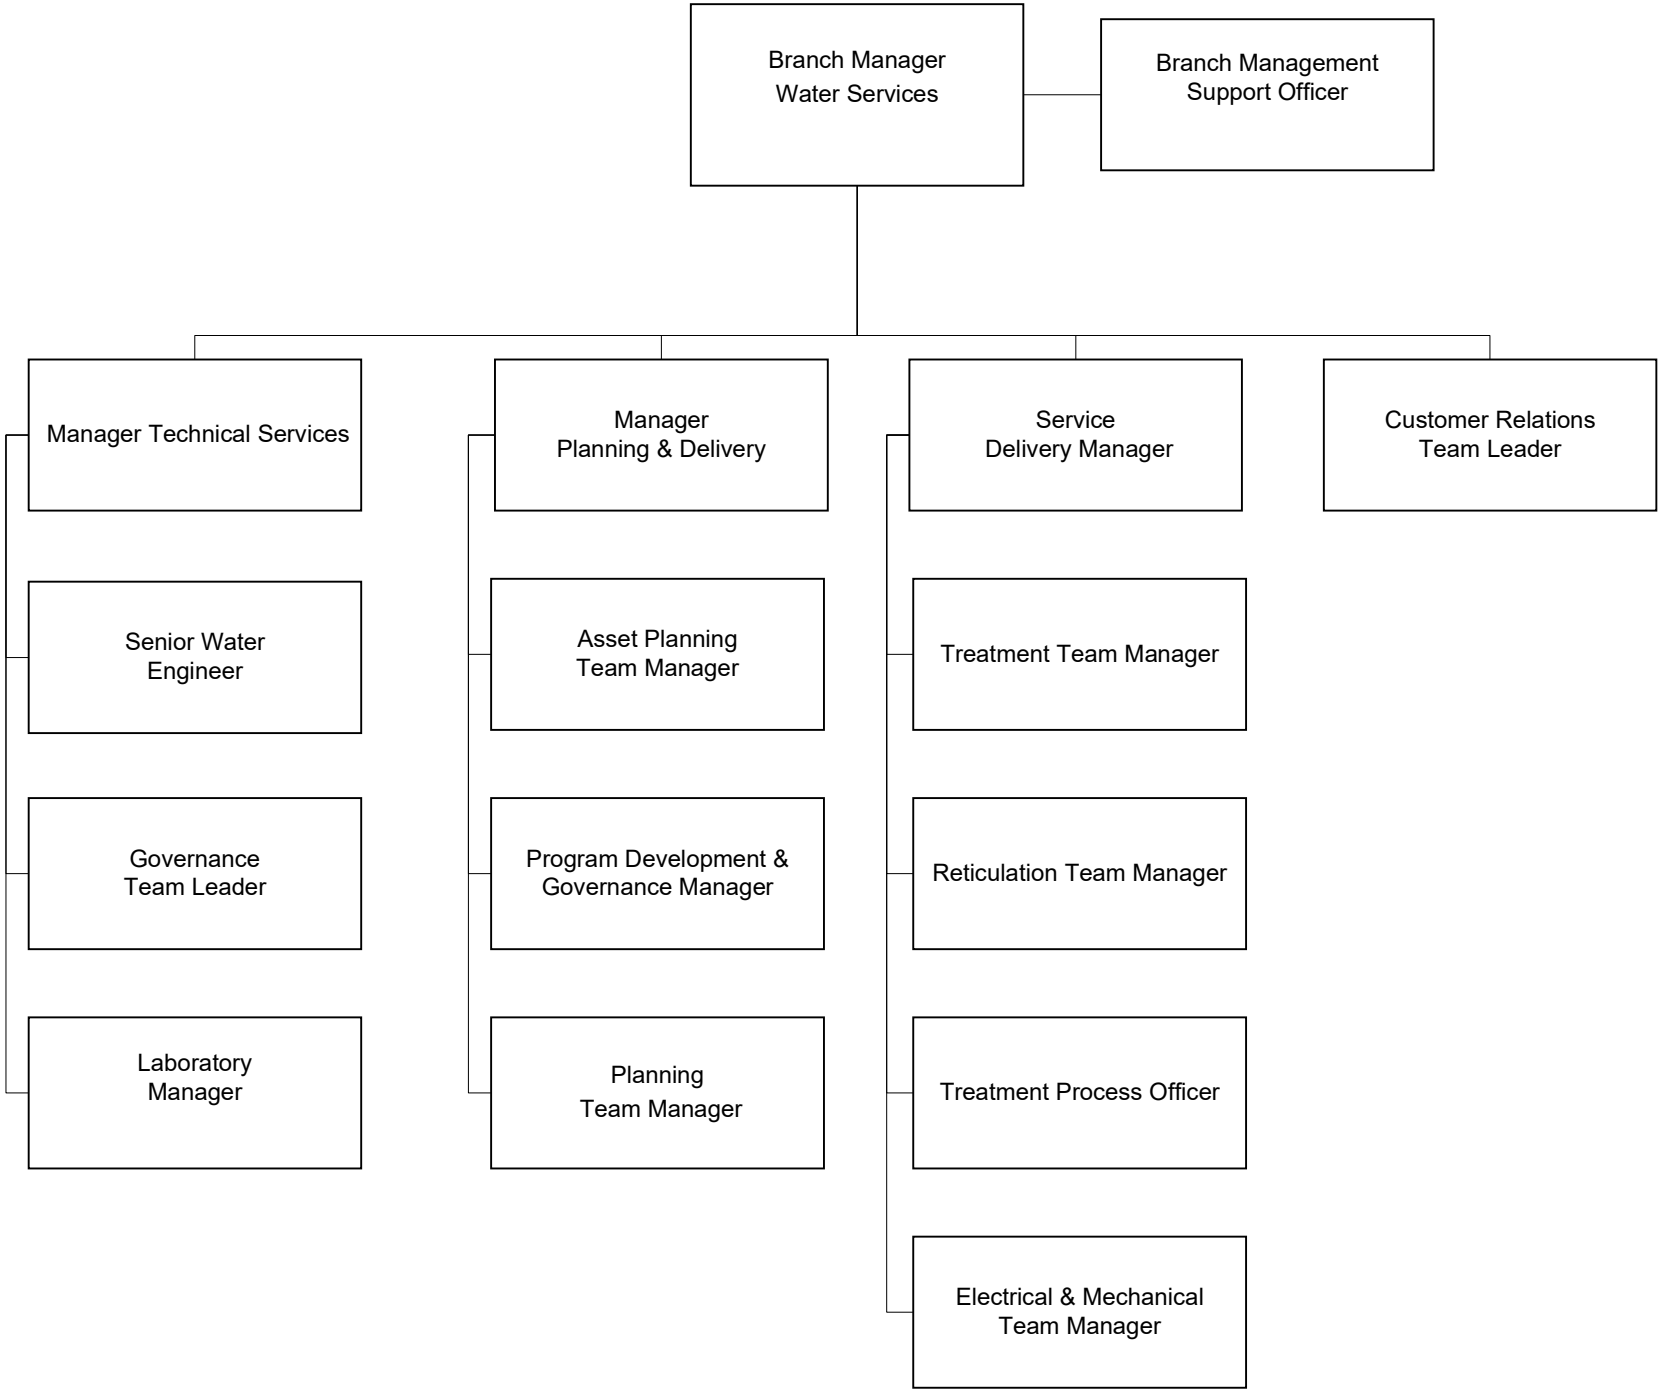 Branch Manager
Water Services
Branch Management
Support Officer
Manager Technical Services
Manager
Planning & Delivery
Service
Delivery Manager
Customer Relations
Team Leader
Senior Water
Engineer
Asset Planning
Team Manager
Treatment Team Manager
Governance
Team Leader
Program Development &
Governance Manager
Reticulation Team Manager
Laboratory
Manager
Planning
Team Manager
Treatment Process Officer
Electrical & Mechanical
Team Manager